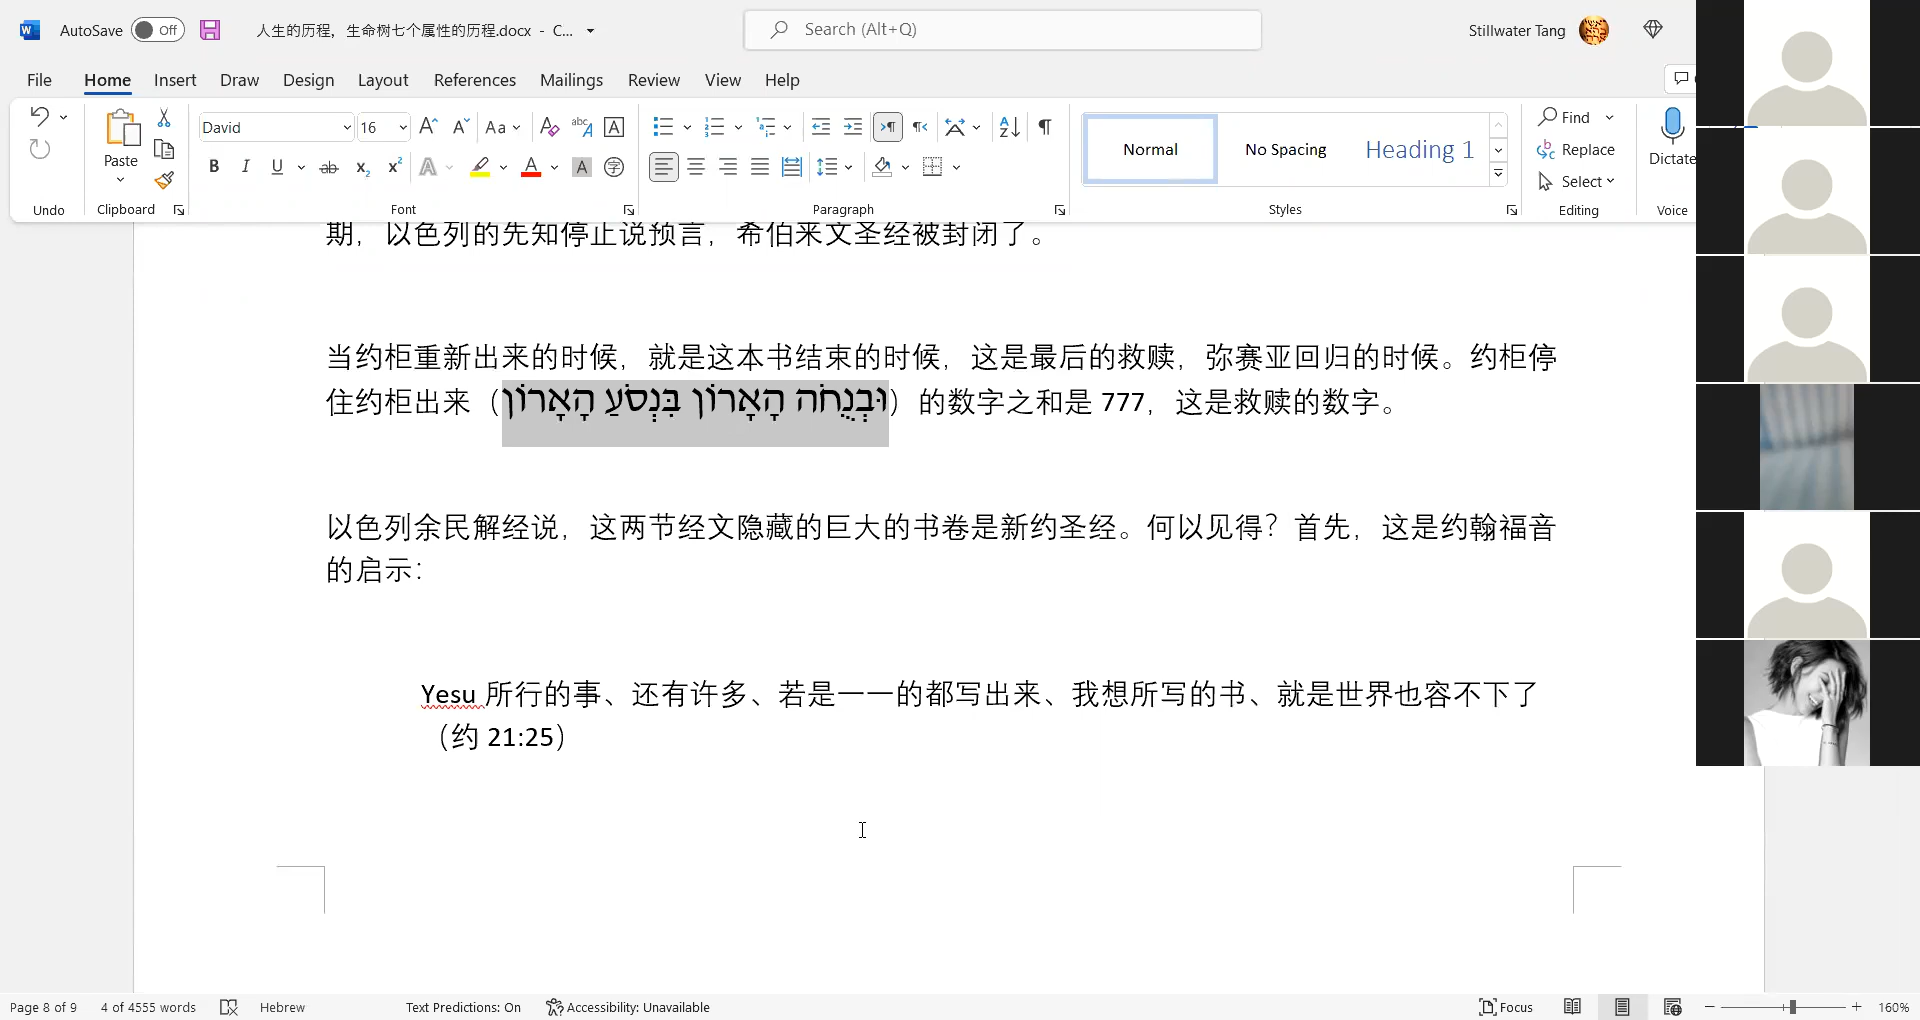 AutoSave Off 人生的历程，生命树七个属性的历程.docx - C... Search (Alt+Q) Stillwater Tang
File Home Insert Draw Design Layout References Mailings Review View Help
David 16 Aa Normal No Spacing Heading 1 Find
Paste Replace
Dictate
B I U ab x₂ x² A A A 字 Select
Undo Clipboard Font Paragraph Styles Editing Voice
期，以色列的先知停止说预言，希伯来文圣经被封闭了。
当约柜重新出来的时候，就是这本书结束的时候，这是最后的救赎，弥赛亚回归的时候。约柜停
住约柜出来（וּבְנֻחֹה הָאָרוֹן בִּנְסֹעַ הָאָרוֹן）的数字之和是 777，这是救赎的数字。
以色列余民解经说，这两节经文隐藏的巨大的书卷是新约圣经。何以见得？首先，这是约翰福音
的启示：
Yesu 所行的事、还有许多、若是一一的都写出来、我想所写的书、就是世界也容不下了
（约 21:25）
Page 8 of 9 4 of 4555 words Hebrew Text Predictions: On Accessibility: Unavailable Focus 160%